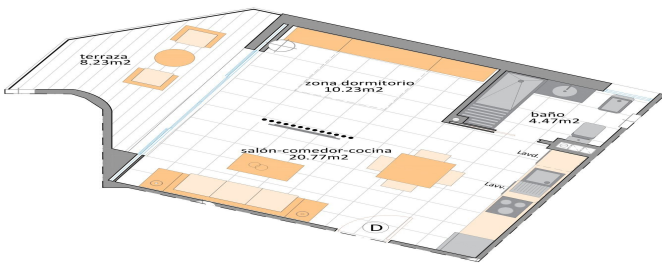 terraza
8.23m2
zona dormitorio
10.23m2
baño
4.47m2
salón-comedor-cocina
20.77m2
Lavd.
Lavv.
D